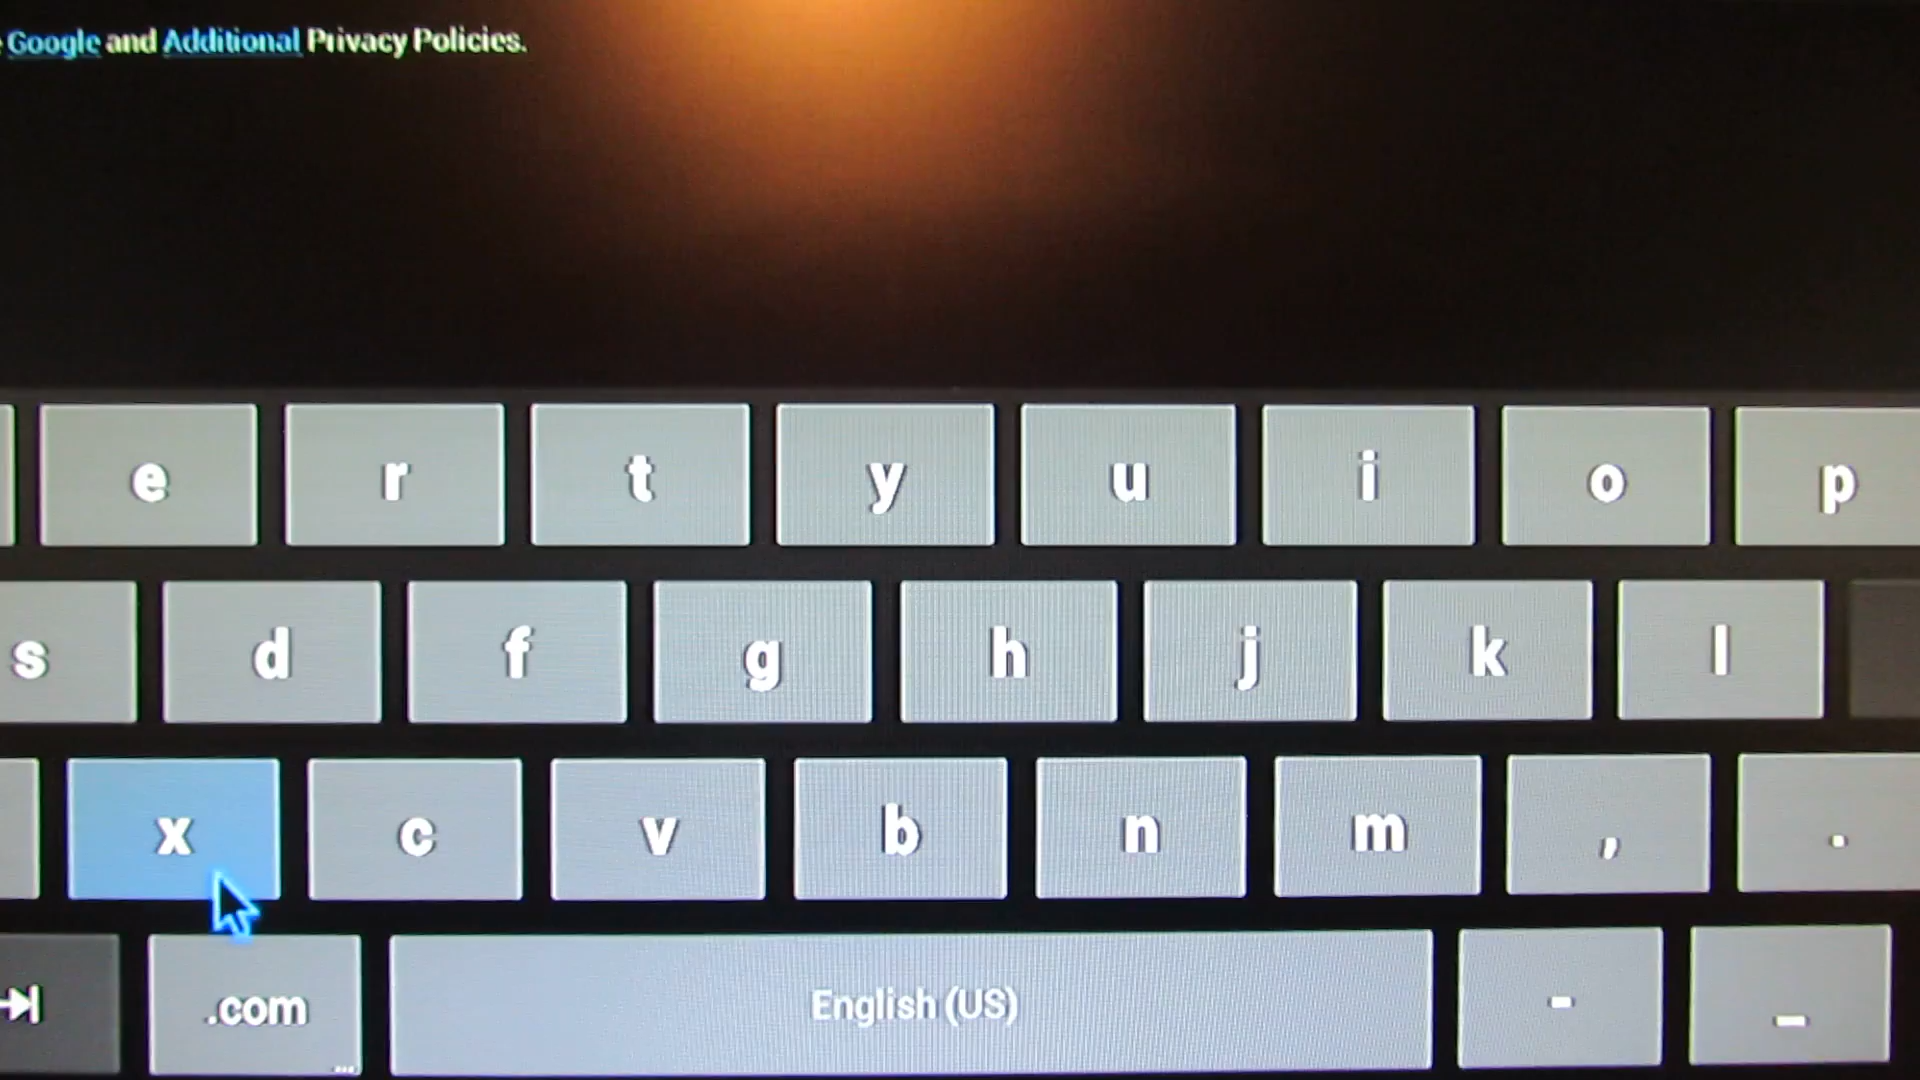 Google and Additional Privacy Policies.
e r t y u i o p
s d f g h j k l
x c v b n m , .
.com English (US) - _